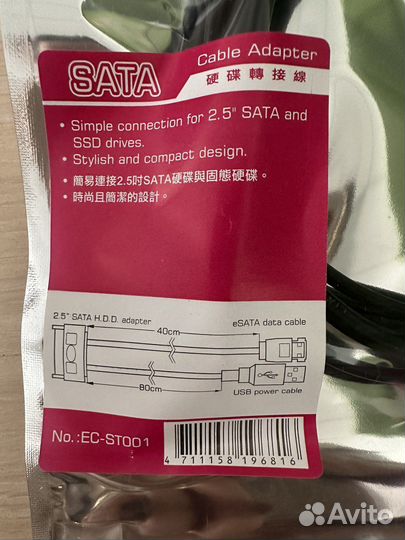 SATA
Cable Adapter
硬碟轉接線
• Simple connection for 2.5" SATA and
SSD drives.
• Stylish and compact design.
• 簡易連接2.5吋SATA硬碟與固態硬碟。
• 時尚且簡潔的設計。
2.5" SATA H.D.D. adapter
40cm
eSATA data cable
80cm
USB power cable
No.:EC-ST001
4 711158 196816
Avito